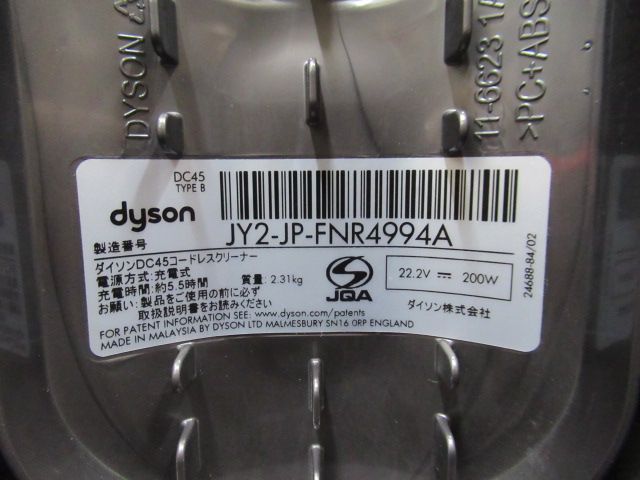 DYSON
11-6623 1
>PC+ABS
DC45
TYPE B
dyson
製造番号
JY2-JP-FNR4994A
ダイソンDC45コードレスクリーナー
電源方式:充電式
質量: 2.31kg
充電時間:約5.5時間
お願い: 製品をご使用の前に必ず
取扱説明書をお読みください
JQA
22.2V ⎓ 200W
ダイソン株式会社
24688-84/02
FOR PATENT INFORMATION SEE: www.dyson.com/patents
MADE IN MALAYSIA BY DYSON LTD MALMESBURY SN16 0RP ENGLAND